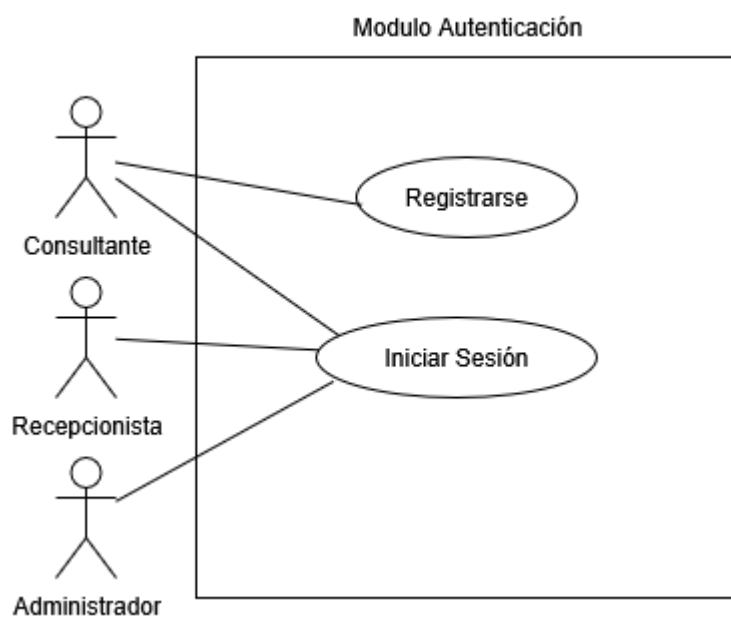 Modulo Autenticación
Registrarse
Consultante
Iniciar Sesión
Recepcionista
Administrador